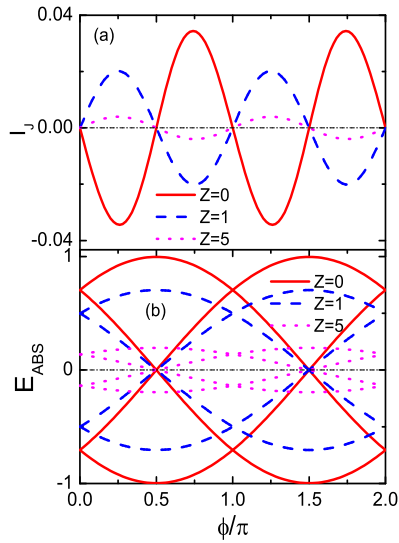 (a)
0.04
I_J
0.00
-0.04
Z=0
Z=1
Z=5
(b)
Z=0
Z=1
Z=5
1
E_ABS
0
-1
0.0 0.5 1.0 1.5 2.0
ϕ/π